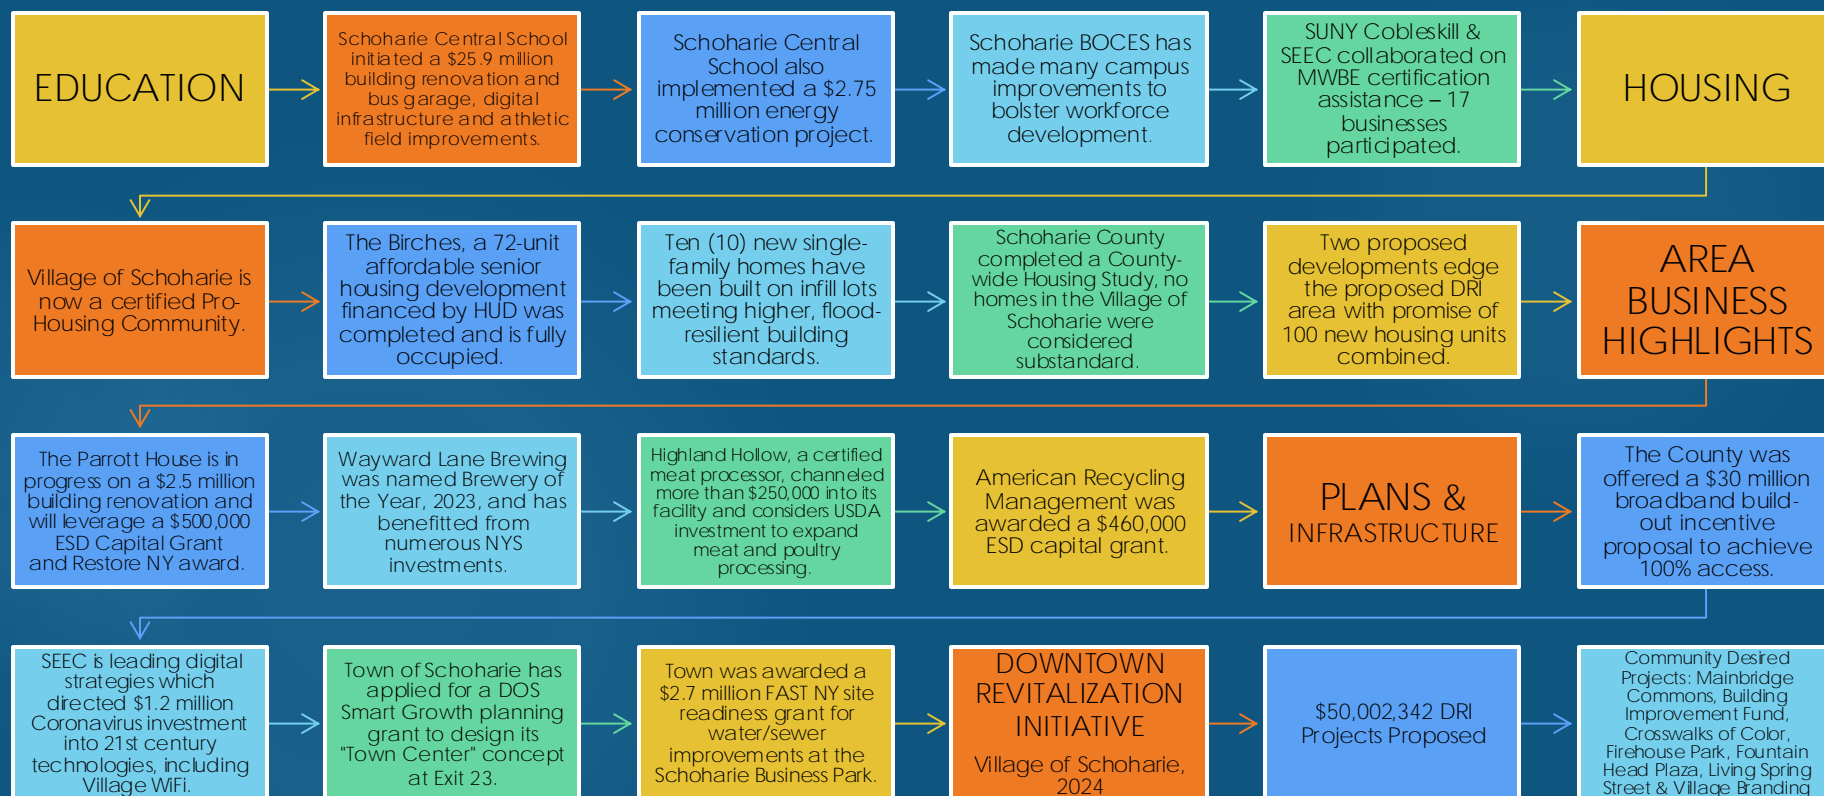 EDUCATION
Schoharie Central School
initiated a $25.9 million
building renovation and
bus garage, digital
infrastructure and athletic
field improvements.
Schoharie Central
School also
implemented a $2.75
million energy
conservation project.
Schoharie BOCES has
made many campus
improvements to
bolster workforce
development.
SUNY Cobleskill &
SEEC collaborated on
MWBE certification
assistance – 17
businesses
participated.
HOUSING
Village of Schoharie is
now a certified Pro-
Housing Community.
The Birches, a 72-unit
affordable senior
housing development
financed by HUD was
completed and is fully
occupied.
Ten (10) new single-
family homes have
been built on infill lots
meeting higher, flood-
resilient building
standards.
Schoharie County
completed a County-
wide Housing Study, no
homes in the Village of
Schoharie were
considered
substandard.
Two proposed
developments edge
the proposed DRI
area with promise of
100 new housing units
combined.
AREA
BUSINESS
HIGHLIGHTS
The Parrott House is in
progress on a $2.5 million
building renovation and
will leverage a $500,000
ESD Capital Grant
and Restore NY award.
Wayward Lane Brewing
was named Brewery of
the Year, 2023, and has
benefitted from
numerous NYS
investments.
Highland Hollow, a certified
meat processor, channeled
more than $250,000 into its
facility and considers USDA
investment to expand
meat and poultry
processing.
American Recycling
Management was
awarded a $460,000
ESD capital grant.
PLANS &
INFRASTRUCTURE
The County was
offered a $30 million
broadband build-
out incentive
proposal to achieve
100% access.
SEEC is leading digital
strategies which
directed $1.2 million
Coronavirus investment
into 21st century
technologies, including
Village WiFi.
Town of Schoharie has
applied for a DOS
Smart Growth planning
grant to design its
"Town Center" concept
at Exit 23.
Town was awarded a
$2.7 million FAST NY site
readiness grant for
water/sewer
improvements at the
Schoharie Business Park.
DOWNTOWN
REVITALIZATION
INITIATIVE
Village of Schoharie,
2024
$50,002,342 DRI
Projects Proposed
Community Desired
Projects: Mainbridge
Commons, Building
Improvement Fund,
Crosswalks of Color,
Firehouse Park, Fountain
Head Plaza, Living Spring
Street & Village Branding